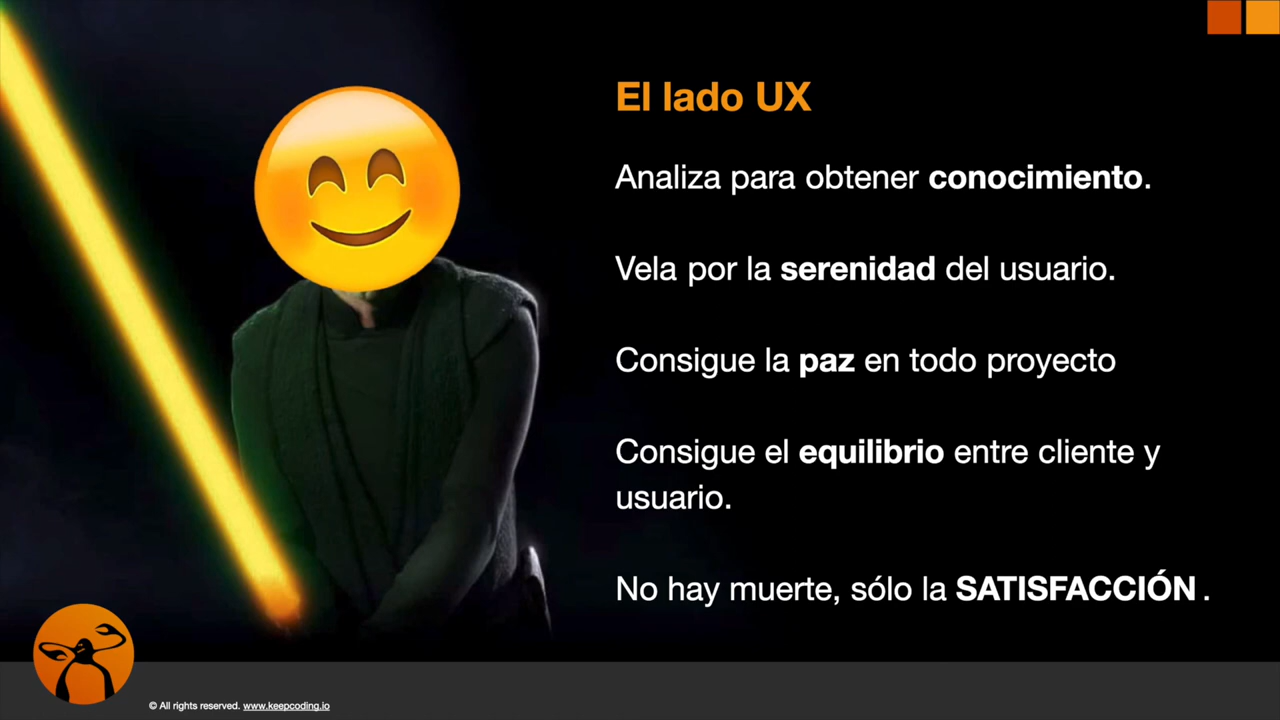 El lado UX
Analiza para obtener conocimiento.
Vela por la serenidad del usuario.
Consigue la paz en todo proyecto
Consigue el equilibrio entre cliente y
usuario.
No hay muerte, sólo la SATISFACCIÓN .
© All rights reserved. www.keepcoding.io